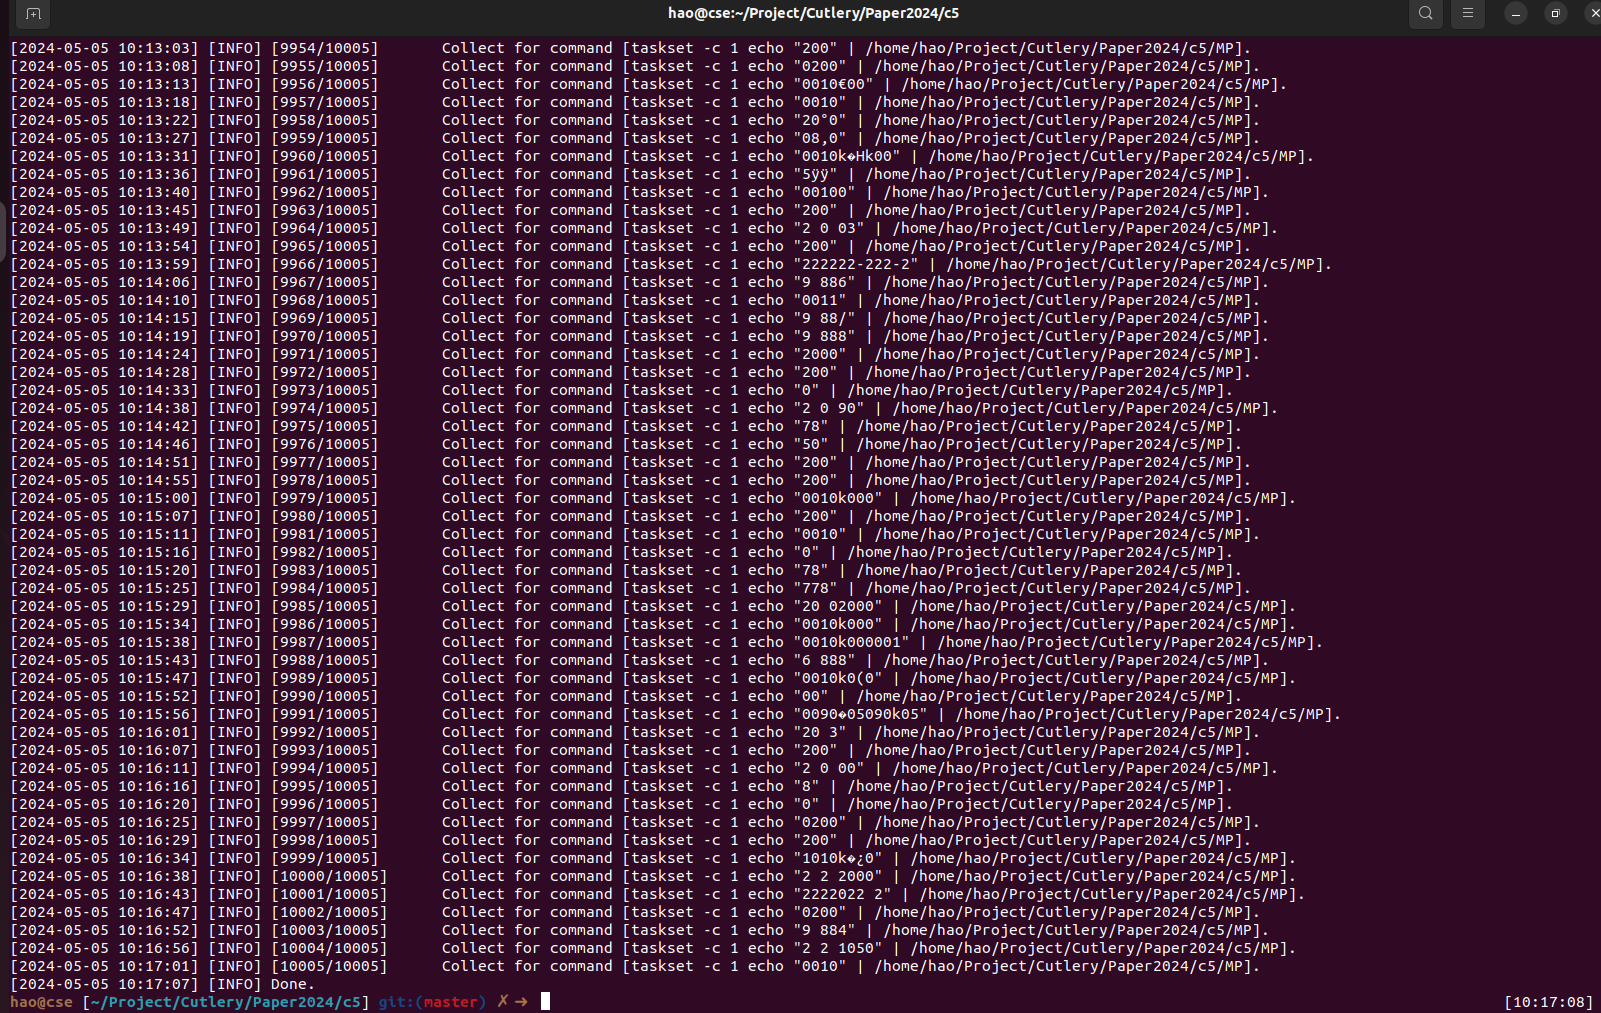 hao@cse:~/Project/Cutlery/Paper2024/c5
[2024-05-05 10:13:03] [INFO] [9954/10005] Collect for command [taskset -c 1 echo "200" | /home/hao/Project/Cutlery/Paper2024/c5/MP].
[2024-05-05 10:13:08] [INFO] [9955/10005] Collect for command [taskset -c 1 echo "0200" | /home/hao/Project/Cutlery/Paper2024/c5/MP].
[2024-05-05 10:13:13] [INFO] [9956/10005] Collect for command [taskset -c 1 echo "0010€00" | /home/hao/Project/Cutlery/Paper2024/c5/MP].
[2024-05-05 10:13:18] [INFO] [9957/10005] Collect for command [taskset -c 1 echo "0010" | /home/hao/Project/Cutlery/Paper2024/c5/MP].
[2024-05-05 10:13:22] [INFO] [9958/10005] Collect for command [taskset -c 1 echo "20°0" | /home/hao/Project/Cutlery/Paper2024/c5/MP].
[2024-05-05 10:13:27] [INFO] [9959/10005] Collect for command [taskset -c 1 echo "08,0" | /home/hao/Project/Cutlery/Paper2024/c5/MP].
[2024-05-05 10:13:31] [INFO] [9960/10005] Collect for command [taskset -c 1 echo "0010k�Hk00" | /home/hao/Project/Cutlery/Paper2024/c5/MP].
[2024-05-05 10:13:36] [INFO] [9961/10005] Collect for command [taskset -c 1 echo "5ÿÿ" | /home/hao/Project/Cutlery/Paper2024/c5/MP].
[2024-05-05 10:13:40] [INFO] [9962/10005] Collect for command [taskset -c 1 echo "00100" | /home/hao/Project/Cutlery/Paper2024/c5/MP].
[2024-05-05 10:13:45] [INFO] [9963/10005] Collect for command [taskset -c 1 echo "200" | /home/hao/Project/Cutlery/Paper2024/c5/MP].
[2024-05-05 10:13:49] [INFO] [9964/10005] Collect for command [taskset -c 1 echo "2 0 03" | /home/hao/Project/Cutlery/Paper2024/c5/MP].
[2024-05-05 10:13:54] [INFO] [9965/10005] Collect for command [taskset -c 1 echo "200" | /home/hao/Project/Cutlery/Paper2024/c5/MP].
[2024-05-05 10:13:59] [INFO] [9966/10005] Collect for command [taskset -c 1 echo "222222-222-2" | /home/hao/Project/Cutlery/Paper2024/c5/MP].
[2024-05-05 10:14:06] [INFO] [9967/10005] Collect for command [taskset -c 1 echo "9 886" | /home/hao/Project/Cutlery/Paper2024/c5/MP].
[2024-05-05 10:14:10] [INFO] [9968/10005] Collect for command [taskset -c 1 echo "0011" | /home/hao/Project/Cutlery/Paper2024/c5/MP].
[2024-05-05 10:14:15] [INFO] [9969/10005] Collect for command [taskset -c 1 echo "9 88/" | /home/hao/Project/Cutlery/Paper2024/c5/MP].
[2024-05-05 10:14:19] [INFO] [9970/10005] Collect for command [taskset -c 1 echo "9 888" | /home/hao/Project/Cutlery/Paper2024/c5/MP].
[2024-05-05 10:14:24] [INFO] [9971/10005] Collect for command [taskset -c 1 echo "2000" | /home/hao/Project/Cutlery/Paper2024/c5/MP].
[2024-05-05 10:14:28] [INFO] [9972/10005] Collect for command [taskset -c 1 echo "200" | /home/hao/Project/Cutlery/Paper2024/c5/MP].
[2024-05-05 10:14:33] [INFO] [9973/10005] Collect for command [taskset -c 1 echo "0" | /home/hao/Project/Cutlery/Paper2024/c5/MP].
[2024-05-05 10:14:38] [INFO] [9974/10005] Collect for command [taskset -c 1 echo "2 0 90" | /home/hao/Project/Cutlery/Paper2024/c5/MP].
[2024-05-05 10:14:42] [INFO] [9975/10005] Collect for command [taskset -c 1 echo "78" | /home/hao/Project/Cutlery/Paper2024/c5/MP].
[2024-05-05 10:14:46] [INFO] [9976/10005] Collect for command [taskset -c 1 echo "50" | /home/hao/Project/Cutlery/Paper2024/c5/MP].
[2024-05-05 10:14:51] [INFO] [9977/10005] Collect for command [taskset -c 1 echo "200" | /home/hao/Project/Cutlery/Paper2024/c5/MP].
[2024-05-05 10:14:55] [INFO] [9978/10005] Collect for command [taskset -c 1 echo "200" | /home/hao/Project/Cutlery/Paper2024/c5/MP].
[2024-05-05 10:15:00] [INFO] [9979/10005] Collect for command [taskset -c 1 echo "0010k000" | /home/hao/Project/Cutlery/Paper2024/c5/MP].
[2024-05-05 10:15:07] [INFO] [9980/10005] Collect for command [taskset -c 1 echo "200" | /home/hao/Project/Cutlery/Paper2024/c5/MP].
[2024-05-05 10:15:11] [INFO] [9981/10005] Collect for command [taskset -c 1 echo "0010" | /home/hao/Project/Cutlery/Paper2024/c5/MP].
[2024-05-05 10:15:16] [INFO] [9982/10005] Collect for command [taskset -c 1 echo "0" | /home/hao/Project/Cutlery/Paper2024/c5/MP].
[2024-05-05 10:15:20] [INFO] [9983/10005] Collect for command [taskset -c 1 echo "78" | /home/hao/Project/Cutlery/Paper2024/c5/MP].
[2024-05-05 10:15:25] [INFO] [9984/10005] Collect for command [taskset -c 1 echo "778" | /home/hao/Project/Cutlery/Paper2024/c5/MP].
[2024-05-05 10:15:29] [INFO] [9985/10005] Collect for command [taskset -c 1 echo "20 02000" | /home/hao/Project/Cutlery/Paper2024/c5/MP].
[2024-05-05 10:15:34] [INFO] [9986/10005] Collect for command [taskset -c 1 echo "0010k000" | /home/hao/Project/Cutlery/Paper2024/c5/MP].
[2024-05-05 10:15:38] [INFO] [9987/10005] Collect for command [taskset -c 1 echo "0010k000001" | /home/hao/Project/Cutlery/Paper2024/c5/MP].
[2024-05-05 10:15:43] [INFO] [9988/10005] Collect for command [taskset -c 1 echo "6 888" | /home/hao/Project/Cutlery/Paper2024/c5/MP].
[2024-05-05 10:15:47] [INFO] [9989/10005] Collect for command [taskset -c 1 echo "0010k0(0" | /home/hao/Project/Cutlery/Paper2024/c5/MP].
[2024-05-05 10:15:52] [INFO] [9990/10005] Collect for command [taskset -c 1 echo "00" | /home/hao/Project/Cutlery/Paper2024/c5/MP].
[2024-05-05 10:15:56] [INFO] [9991/10005] Collect for command [taskset -c 1 echo "0090�05090k05" | /home/hao/Project/Cutlery/Paper2024/c5/MP].
[2024-05-05 10:16:01] [INFO] [9992/10005] Collect for command [taskset -c 1 echo "20 3" | /home/hao/Project/Cutlery/Paper2024/c5/MP].
[2024-05-05 10:16:07] [INFO] [9993/10005] Collect for command [taskset -c 1 echo "200" | /home/hao/Project/Cutlery/Paper2024/c5/MP].
[2024-05-05 10:16:11] [INFO] [9994/10005] Collect for command [taskset -c 1 echo "2 0 00" | /home/hao/Project/Cutlery/Paper2024/c5/MP].
[2024-05-05 10:16:16] [INFO] [9995/10005] Collect for command [taskset -c 1 echo "8" | /home/hao/Project/Cutlery/Paper2024/c5/MP].
[2024-05-05 10:16:20] [INFO] [9996/10005] Collect for command [taskset -c 1 echo "0" | /home/hao/Project/Cutlery/Paper2024/c5/MP].
[2024-05-05 10:16:25] [INFO] [9997/10005] Collect for command [taskset -c 1 echo "0200" | /home/hao/Project/Cutlery/Paper2024/c5/MP].
[2024-05-05 10:16:29] [INFO] [9998/10005] Collect for command [taskset -c 1 echo "200" | /home/hao/Project/Cutlery/Paper2024/c5/MP].
[2024-05-05 10:16:34] [INFO] [9999/10005] Collect for command [taskset -c 1 echo "1010k�¿0" | /home/hao/Project/Cutlery/Paper2024/c5/MP].
[2024-05-05 10:16:38] [INFO] [10000/10005] Collect for command [taskset -c 1 echo "2 2 2000" | /home/hao/Project/Cutlery/Paper2024/c5/MP].
[2024-05-05 10:16:43] [INFO] [10001/10005] Collect for command [taskset -c 1 echo "2222022 2" | /home/hao/Project/Cutlery/Paper2024/c5/MP].
[2024-05-05 10:16:47] [INFO] [10002/10005] Collect for command [taskset -c 1 echo "0200" | /home/hao/Project/Cutlery/Paper2024/c5/MP].
[2024-05-05 10:16:52] [INFO] [10003/10005] Collect for command [taskset -c 1 echo "9 884" | /home/hao/Project/Cutlery/Paper2024/c5/MP].
[2024-05-05 10:16:56] [INFO] [10004/10005] Collect for command [taskset -c 1 echo "2 2 1050" | /home/hao/Project/Cutlery/Paper2024/c5/MP].
[2024-05-05 10:17:01] [INFO] [10005/10005] Collect for command [taskset -c 1 echo "0010" | /home/hao/Project/Cutlery/Paper2024/c5/MP].
[2024-05-05 10:17:07] [INFO] Done.
hao@cse [~/Project/Cutlery/Paper2024/c5] git:(master) ✗ ➜ [10:17:08]